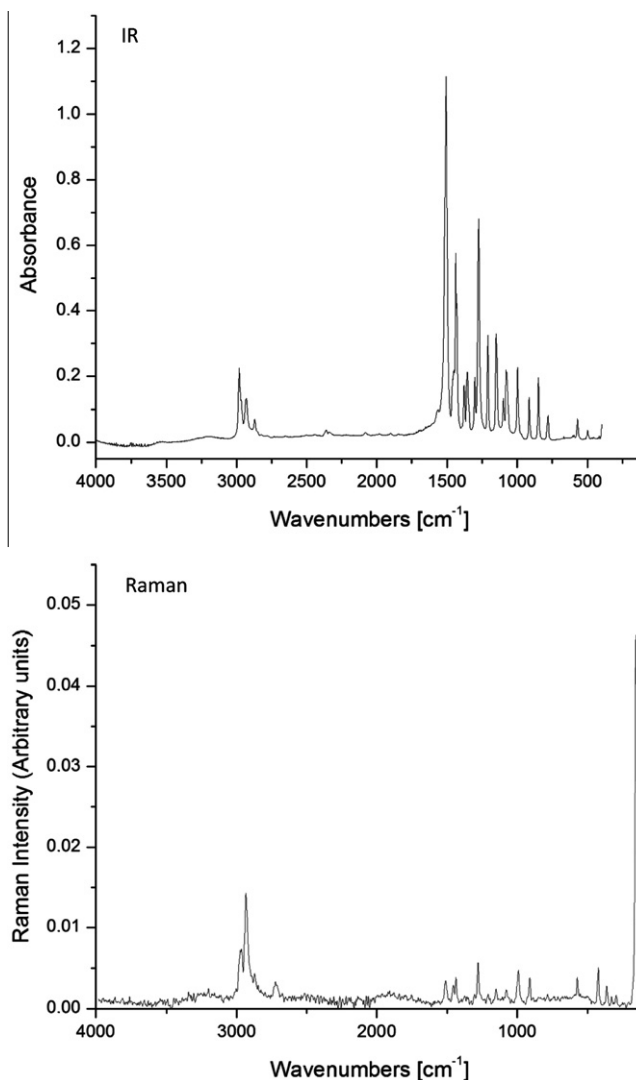 IR
1.2
1.0
0.8
0.6
0.4
0.2
0.0
Absorbance
4000 3500 3000 2500 2000 1500 1000 500
Wavenumbers [cm-1]
Raman
0.05
0.04
0.03
0.02
0.01
0.00
Raman Intensity (Arbitrary units)
4000 3000 2000 1000
Wavenumbers [cm-1]